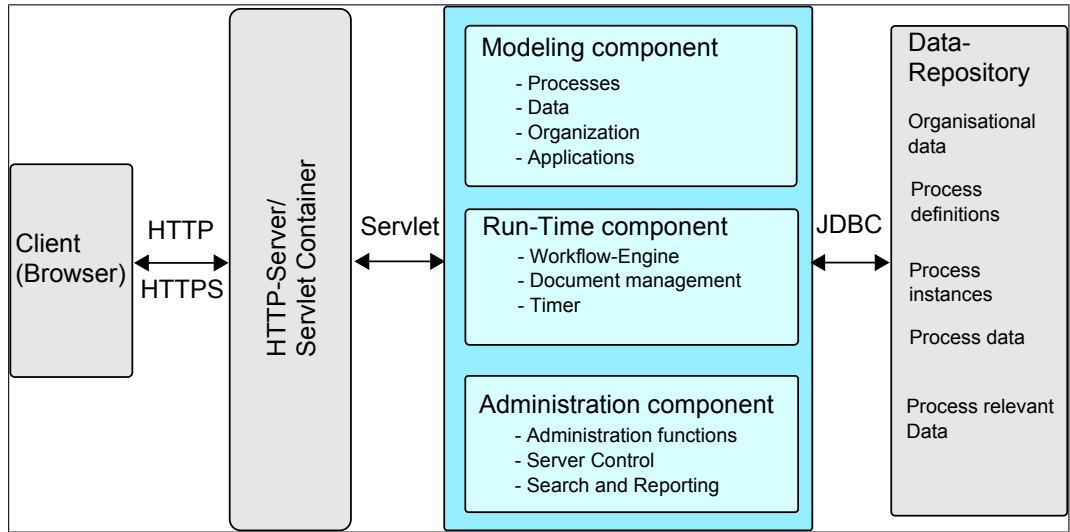 Client
(Browser)
HTTP
HTTPS
HTTP-Server/
Servlet Container
Servlet
Modeling component
- Processes
- Data
- Organization
- Applications
Run-Time component
- Workflow-Engine
- Document management
- Timer
Administration component
- Administration functions
- Server Control
- Search and Reporting
JDBC
Data-
Repository
Organisational
data
Process
definitions
Process
instances
Process data
Process relevant
Data